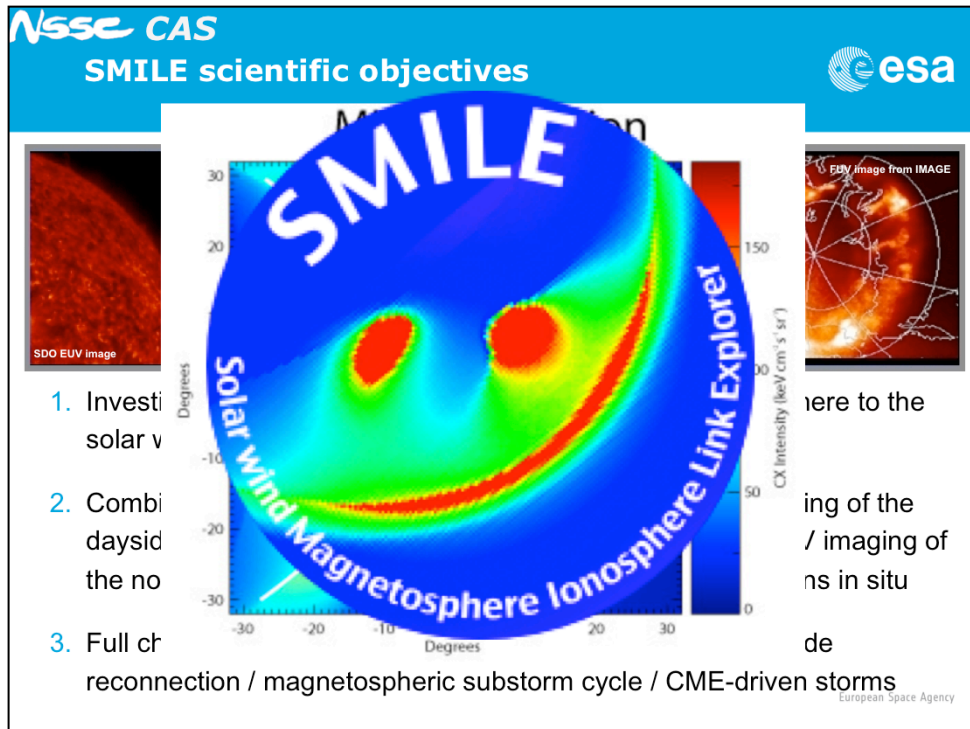 NSSC CAS
SMILE scientific objectives
esa
SMILE
Solar wind Magnetosphere Ionosphere Link Explorer
FUV image from IMAGE
SDO EUV image
30
20
-10
-20
-30
Degrees
-30
-20
-10
20
30
Degrees
150
50
0
CX Intensity (keV cm⁻² s⁻¹ sr⁻¹)
1. Investi ere to the
solar
2. Combi ing of the
daysid V imaging of
the no ns in situ
3. Full ch de
reconnection / magnetospheric substorm cycle / CME-driven storms
European Space Agency